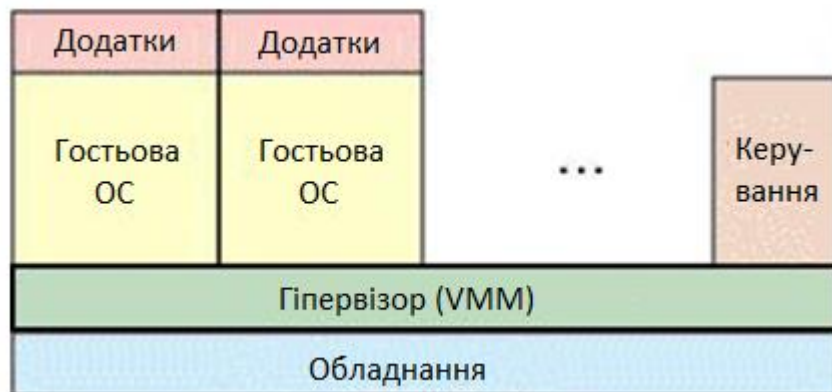 Додатки
Додатки
Гостьова
ОС
Гостьова
ОС
...
Керу-
вання
Гіпервізор (VMM)
Обладнання